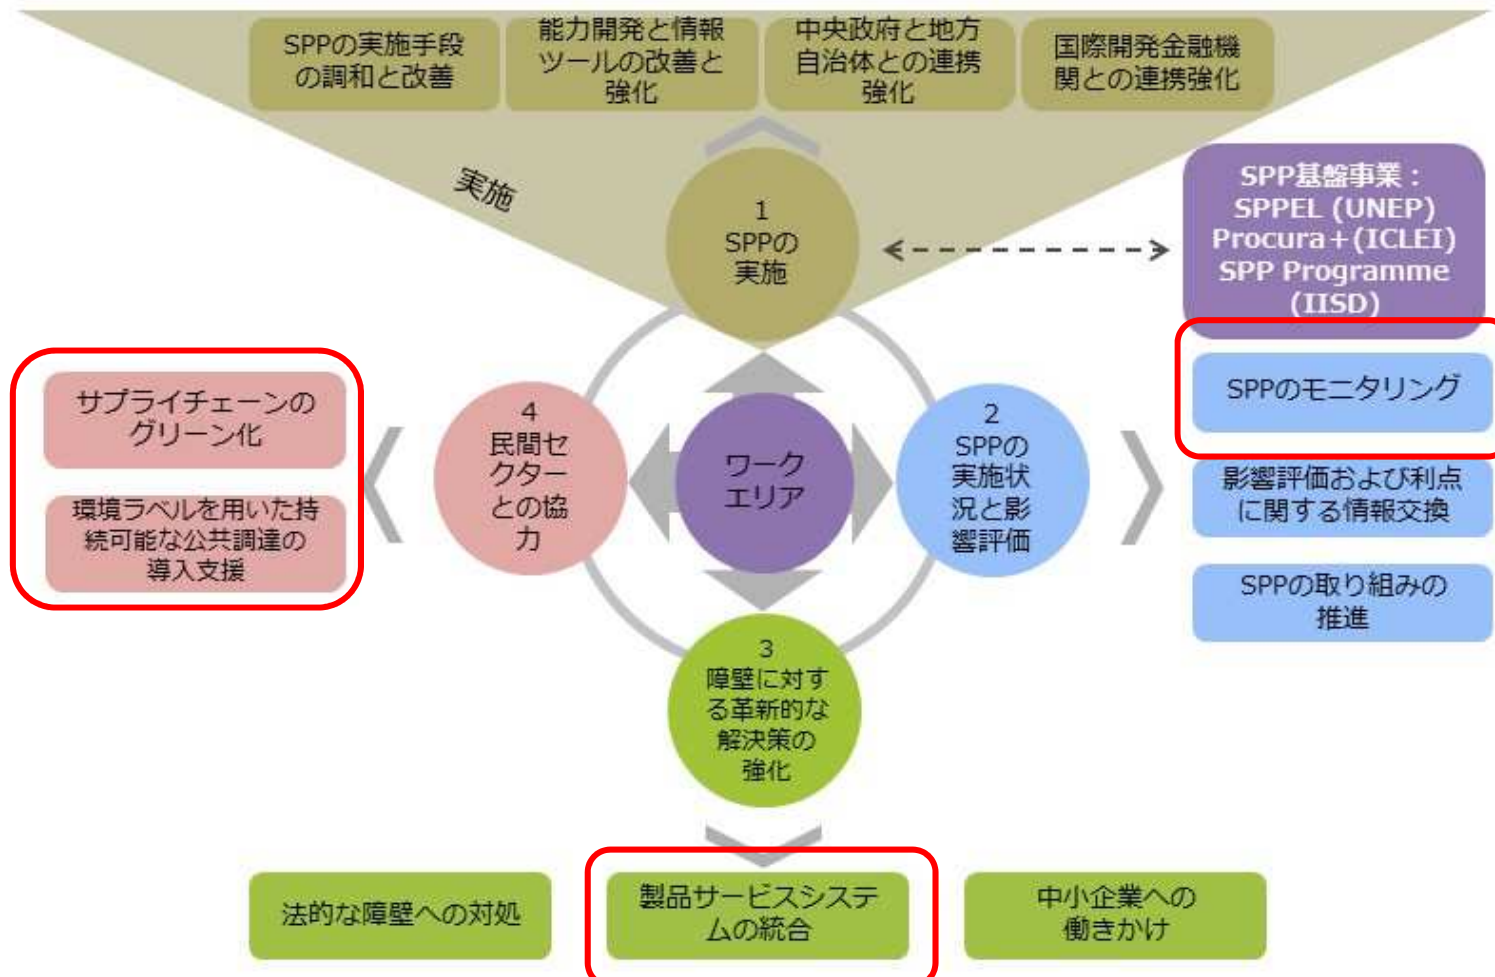 SPPの実施手段
の調和と改善
能力開発と情報
ツールの改善と
強化
中央政府と地方
自治体との連携
強化
国際開発金融機
関との連携強化
実施
1
SPPの
実施
SPP基盤事業：
SPPEL (UNEP)
Procura＋(ICLEI)
SPP Programme
(IISD)
サプライチェーンの
グリーン化
環境ラベルを用いた持
続可能な公共調達の
導入支援
4
民間セ
クター
との協
力
ワーク
エリア
2
SPPの
実施状
況と影
響評価
SPPのモニタリング
影響評価および利点
に関する情報交換
SPPの取り組みの
推進
3
障壁に対す
る革新的な
解決策の
強化
法的な障壁への対処
製品サービスシステ
ムの統合
中小企業への
働きかけ